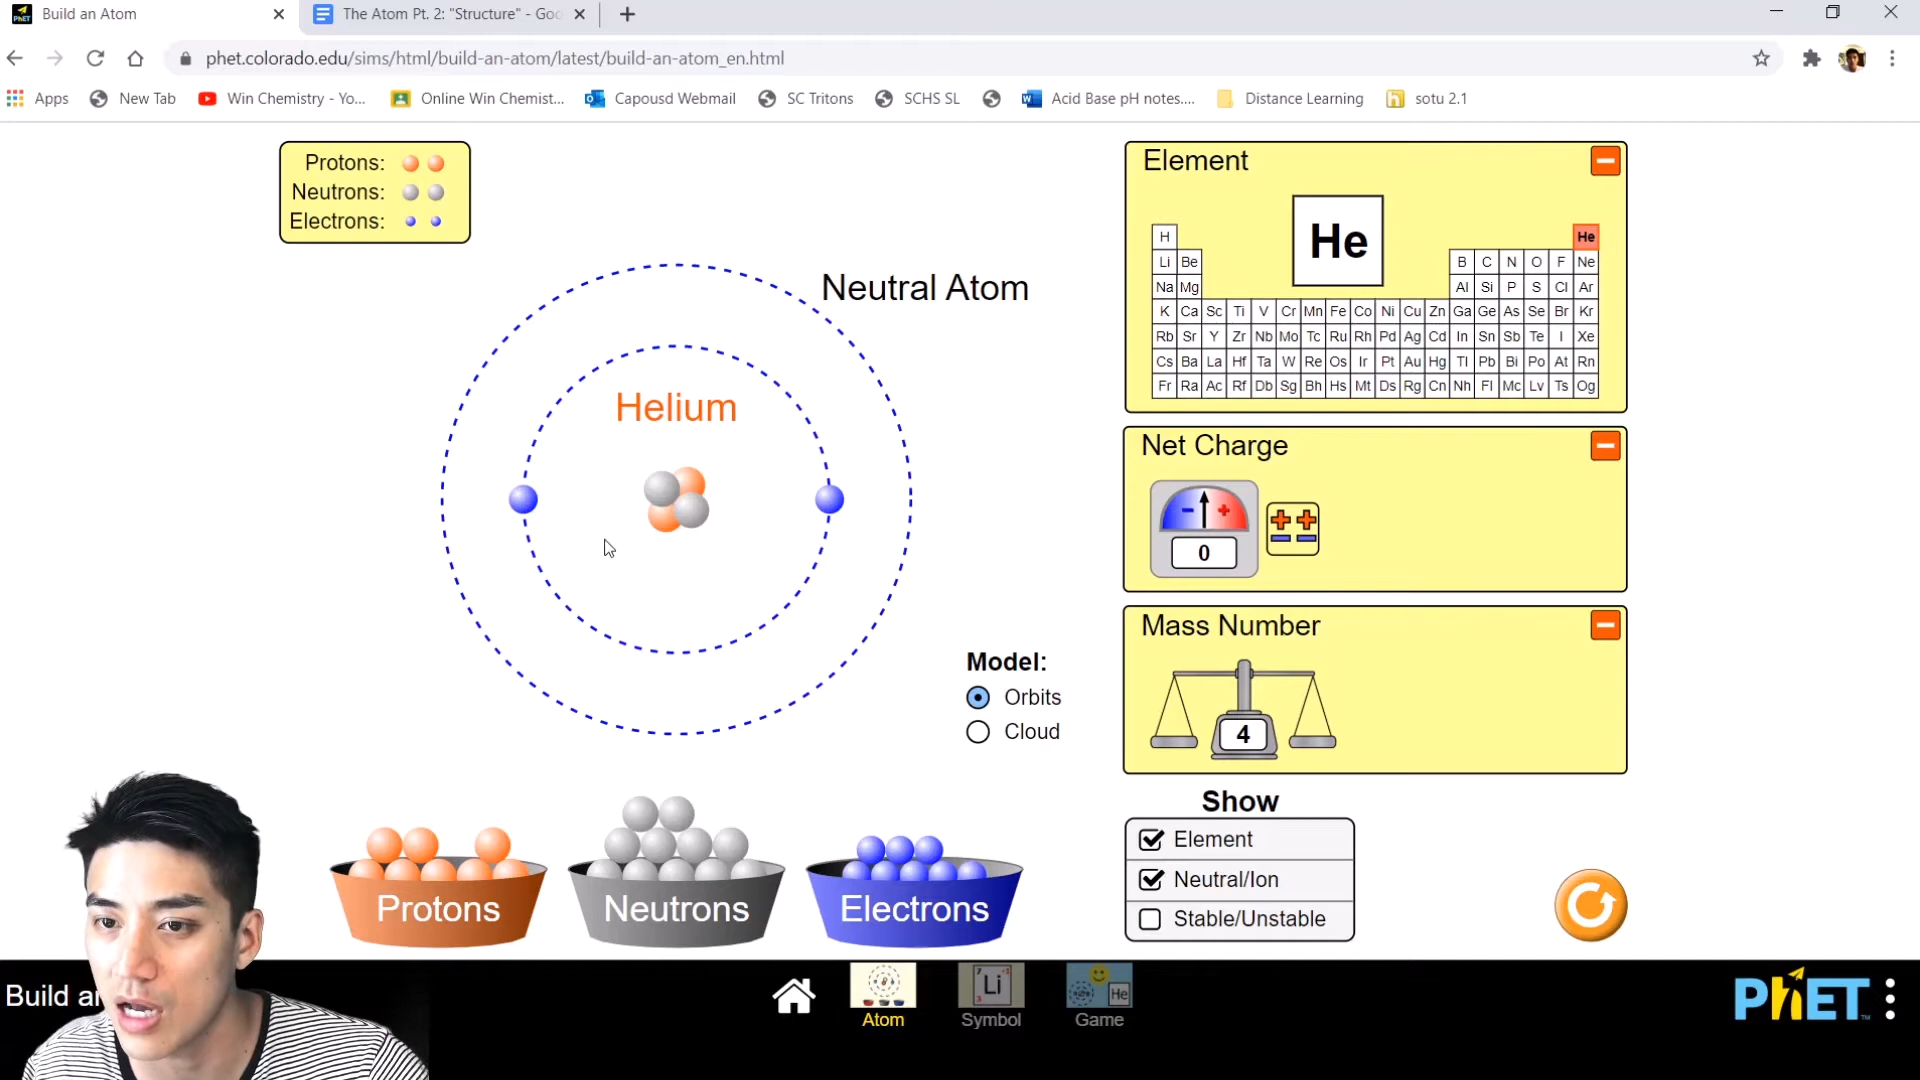 Build an Atom
The Atom Pt. 2: "Structure" - Goo
phet.colorado.edu/sims/html/build-an-atom/latest/build-an-atom_en.html
Apps New Tab Win Chemistry - Yo... Online Win Chemist... Capousd Webmail SC Tritons SCHS SL Acid Base pH notes.... Distance Learning sotu 2.1
Protons:
Neutrons:
Electrons:
Neutral Atom
Helium
Model:
Orbits
Cloud
Protons
Neutrons
Electrons
Element
He
H He
Li Be B C N O F Ne
Na Mg Al Si P S Cl Ar
K Ca Sc Ti V Cr Mn Fe Co Ni Cu Zn Ga Ge As Se Br Kr
Rb Sr Y Zr Nb Mo Tc Ru Rh Pd Ag Cd In Sn Sb Te I Xe
Cs Ba La Hf Ta W Re Os Ir Pt Au Hg Tl Pb Bi Po At Rn
Fr Ra Ac Rf Db Sg Bh Hs Mt Ds Rg Cn Nh Fl Mc Lv Ts Og
Net Charge
- +
0
Mass Number
4
Show
Element
Neutral/Ion
Stable/Unstable
Build an
Atom
Li
Symbol
He
Game
PhET